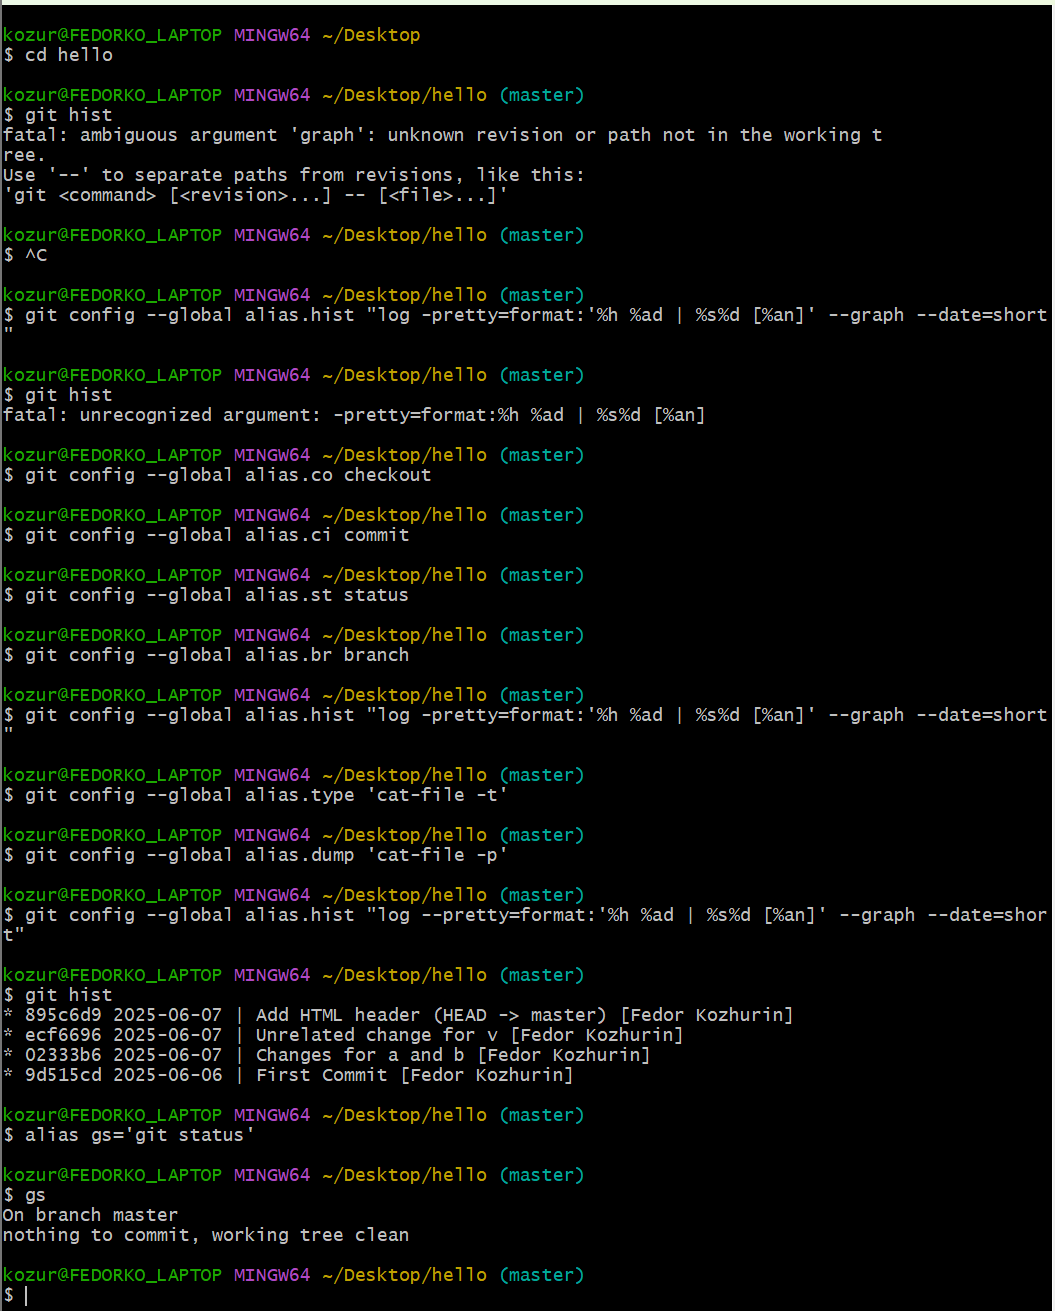 kozur@FEDORKO_LAPTOP MINGW64 ~/Desktop
$ cd hello
kozur@FEDORKO_LAPTOP MINGW64 ~/Desktop/hello (master)
$ git hist
fatal: ambiguous argument 'graph': unknown revision or path not in the working t
ree.
Use '--' to separate paths from revisions, like this:
'git <command> [<revision>...] -- [<file>...]'
kozur@FEDORKO_LAPTOP MINGW64 ~/Desktop/hello (master)
$ ^C
kozur@FEDORKO_LAPTOP MINGW64 ~/Desktop/hello (master)
$ git config --global alias.hist "log -pretty=format:'%h %ad | %s%d [%an]' --graph --date=short
"
kozur@FEDORKO_LAPTOP MINGW64 ~/Desktop/hello (master)
$ git hist
fatal: unrecognized argument: -pretty=format:%h %ad | %s%d [%an]
kozur@FEDORKO_LAPTOP MINGW64 ~/Desktop/hello (master)
$ git config --global alias.co checkout
kozur@FEDORKO_LAPTOP MINGW64 ~/Desktop/hello (master)
$ git config --global alias.ci commit
kozur@FEDORKO_LAPTOP MINGW64 ~/Desktop/hello (master)
$ git config --global alias.st status
kozur@FEDORKO_LAPTOP MINGW64 ~/Desktop/hello (master)
$ git config --global alias.br branch
kozur@FEDORKO_LAPTOP MINGW64 ~/Desktop/hello (master)
$ git config --global alias.hist "log -pretty=format:'%h %ad | %s%d [%an]' --graph --date=short
"
kozur@FEDORKO_LAPTOP MINGW64 ~/Desktop/hello (master)
$ git config --global alias.type 'cat-file -t'
kozur@FEDORKO_LAPTOP MINGW64 ~/Desktop/hello (master)
$ git config --global alias.dump 'cat-file -p'
kozur@FEDORKO_LAPTOP MINGW64 ~/Desktop/hello (master)
$ git config --global alias.hist "log --pretty=format:'%h %ad | %s%d [%an]' --graph --date=shor
t"
kozur@FEDORKO_LAPTOP MINGW64 ~/Desktop/hello (master)
$ git hist
* 895c6d9 2025-06-07 | Add HTML header (HEAD -> master) [Fedor Kozhurin]
* ecf6696 2025-06-07 | Unrelated change for v [Fedor Kozhurin]
* 02333b6 2025-06-07 | Changes for a and b [Fedor Kozhurin]
* 9d515cd 2025-06-06 | First Commit [Fedor Kozhurin]
kozur@FEDORKO_LAPTOP MINGW64 ~/Desktop/hello (master)
$ alias gs='git status'
kozur@FEDORKO_LAPTOP MINGW64 ~/Desktop/hello (master)
$ gs
On branch master
nothing to commit, working tree clean
kozur@FEDORKO_LAPTOP MINGW64 ~/Desktop/hello (master)
$